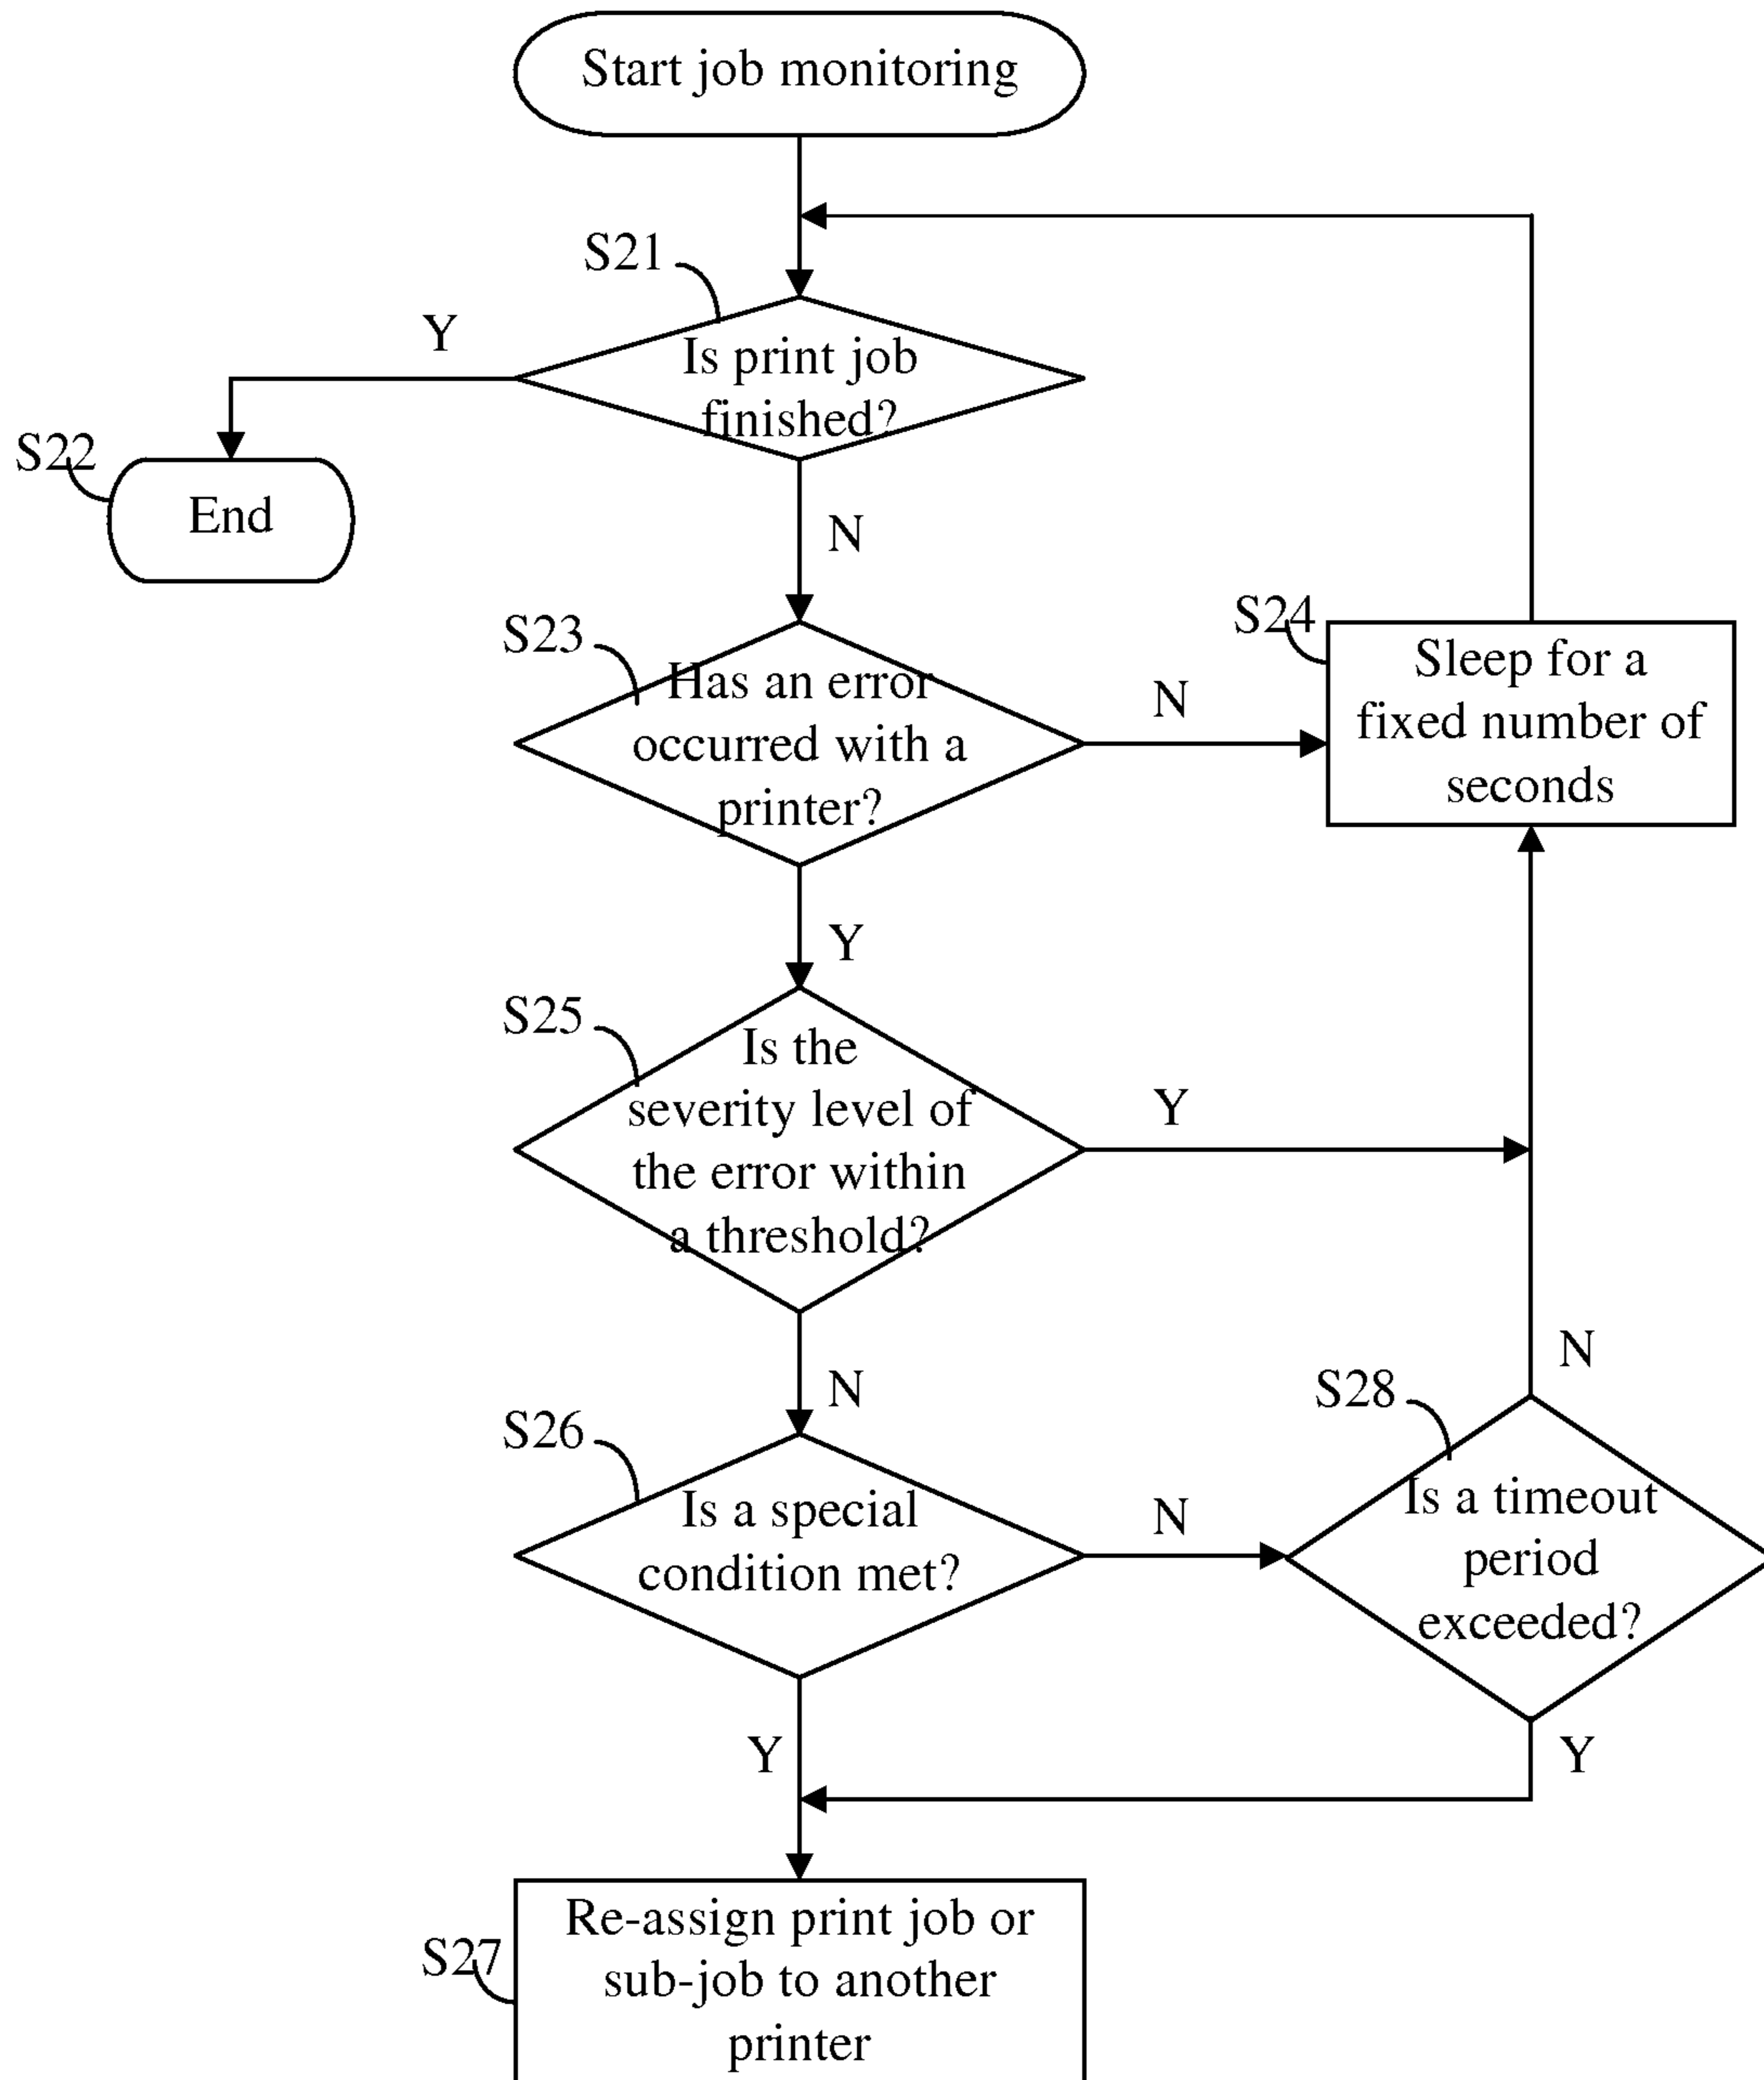 Start job monitoring
S21
Y
Is print job
finished?
S22
End
N
S23
Has an error
occurred with a
printer?
N
S24
Sleep for a
fixed number of
seconds
Y
S25
Is the
severity level of
the error within
a threshold?
Y
N
S26
Is a special
condition met?
N
S28
N
Is a timeout
period
exceeded?
Y
Y
S27
Re-assign print job or
sub-job to another
printer